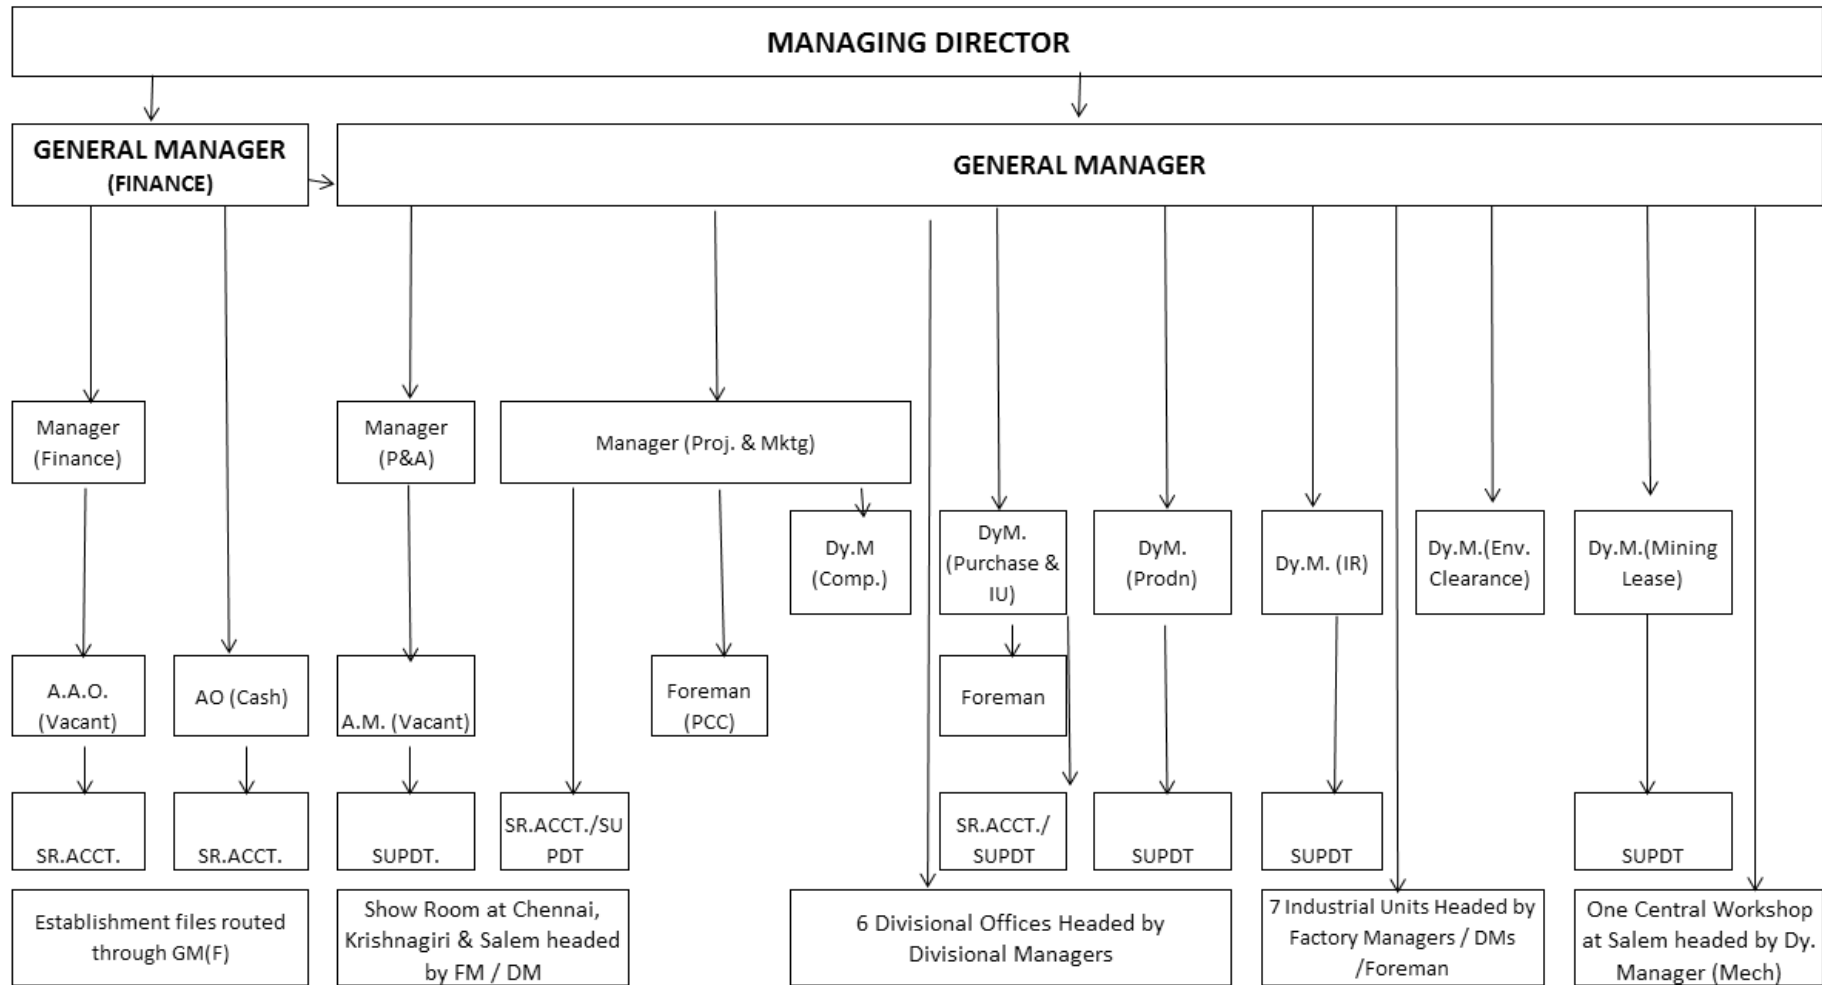 MANAGING DIRECTOR
GENERAL MANAGER
(FINANCE)
GENERAL MANAGER
Manager
(Finance)
Manager
(P&A)
Manager (Proj. & Mktg)
Dy.M
(Comp.)
DyM.
(Purchase &
IU)
DyM.
(Prodn)
Dy.M. (IR)
Dy.M.(Env.
Clearance)
Dy.M.(Mining
Lease)
A.A.O.
(Vacant)
AO (Cash)
A.M. (Vacant)
Foreman
(PCC)
Foreman
SR.ACCT.
SR.ACCT.
SUPDT.
SR.ACCT./SU
PDT
SR.ACCT./
SUPDT
SUPDT
SUPDT
SUPDT
Establishment files routed
through GM(F)
Show Room at Chennai,
Krishnagiri & Salem headed
by FM / DM
6 Divisional Offices Headed by
Divisional Managers
7 Industrial Units Headed by
Factory Managers / DMs
/Foreman
One Central Workshop
at Salem headed by Dy.
Manager (Mech)